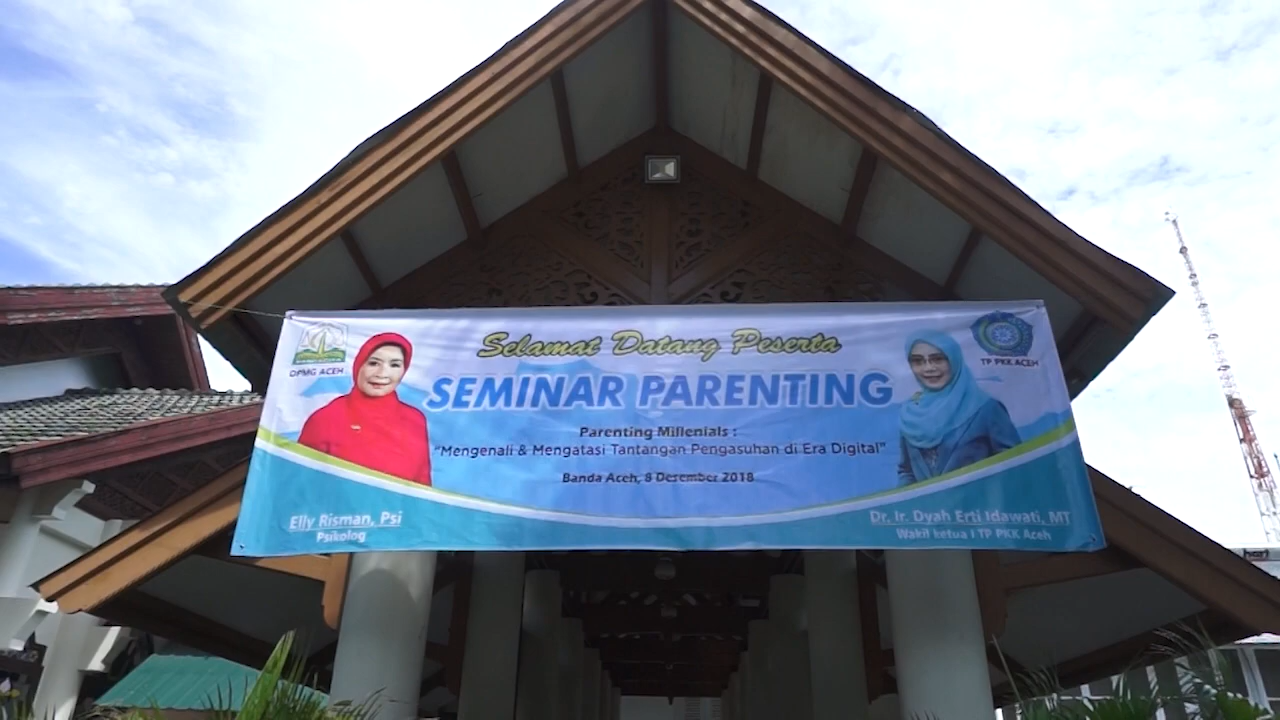 Selamat Datang Peserta
DPMG ACEH
TP PKK ACEH
SEMINAR PARENTING
Parenting Millenials :
"Mengenali & Mengatasi Tantangan Pengasuhan di Era Digital"
Banda Aceh, 8 Desember 2018
Elly Risman, Psi
Psikolog
Dr. Ir. Dyah Erti Idawati, MT
Wakil ketua I TP PKK Aceh